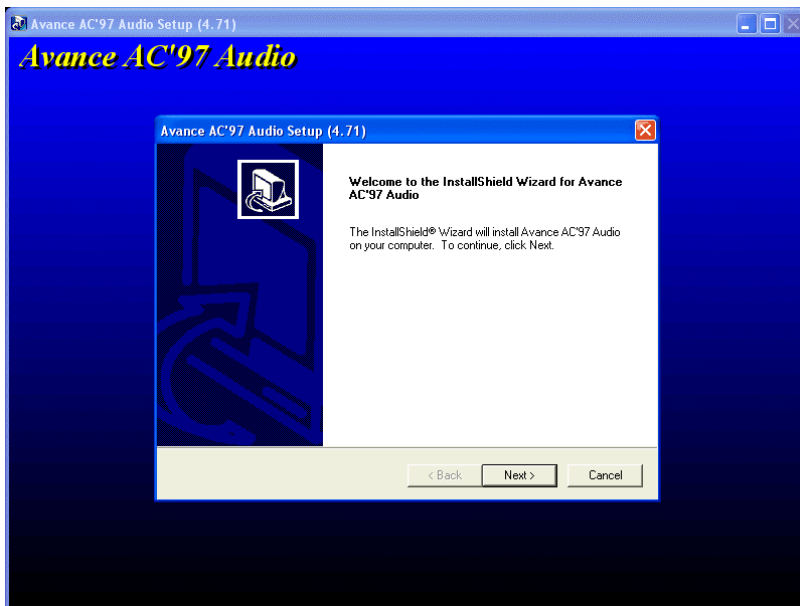 Avance AC'97 Audio Setup (4.71)
Avance AC'97 Audio
Avance AC'97 Audio Setup (4.71)
Welcome to the InstallShield Wizard for Avance
AC'97 Audio
The InstallShield® Wizard will install Avance AC'97 Audio
on your computer.  To continue, click Next.
< Back
Next >
Cancel